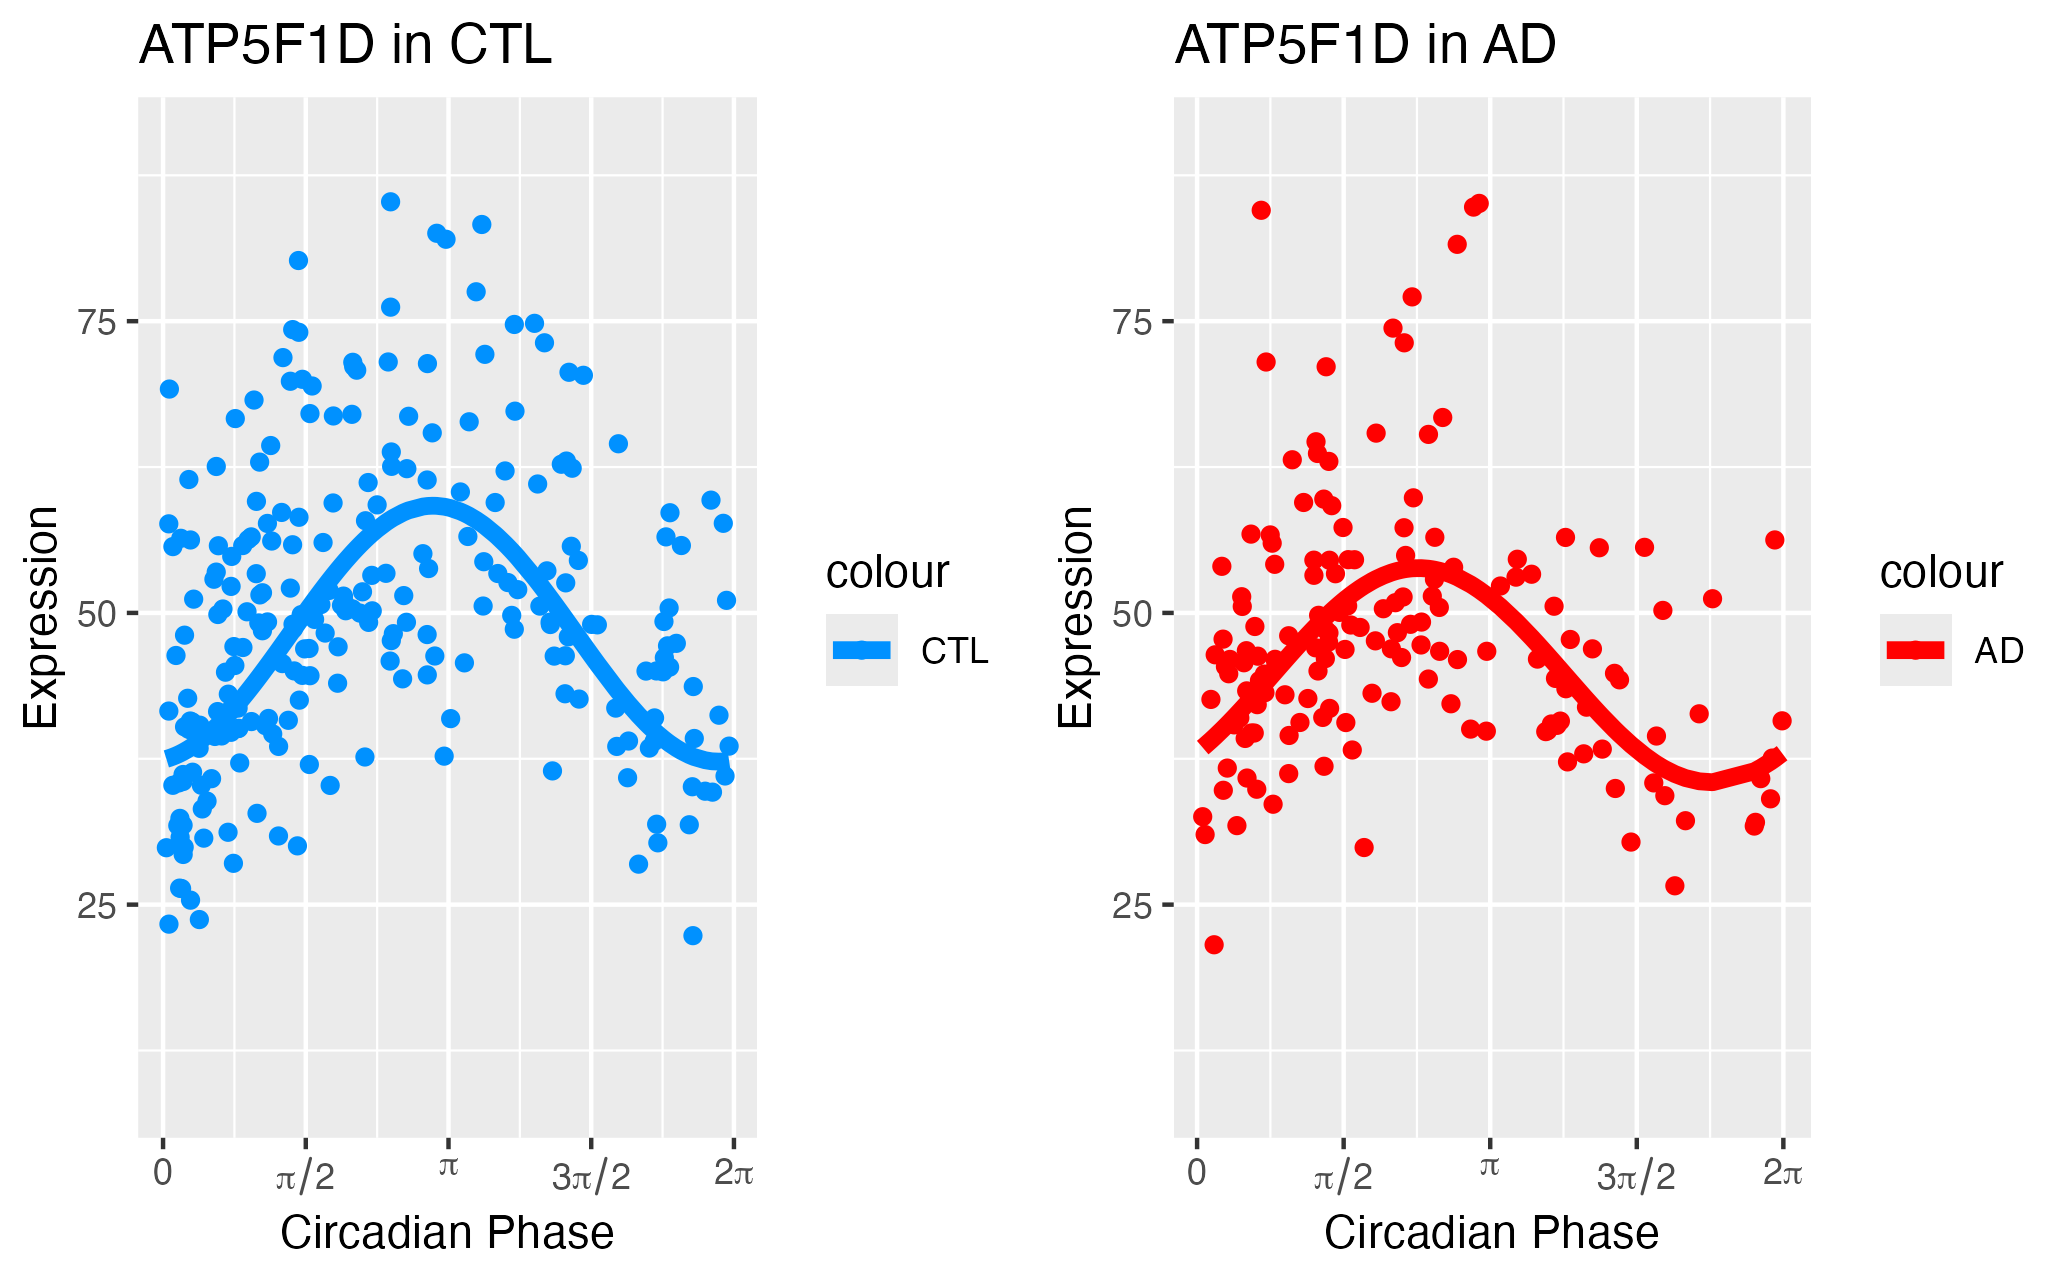 ATP5F1D in CTL
Expression
75
50
25
0
π/2
π
3π/2
2π
Circadian Phase
colour
CTL
ATP5F1D in AD
Expression
75
50
25
0
π/2
π
3π/2
2π
Circadian Phase
colour
AD